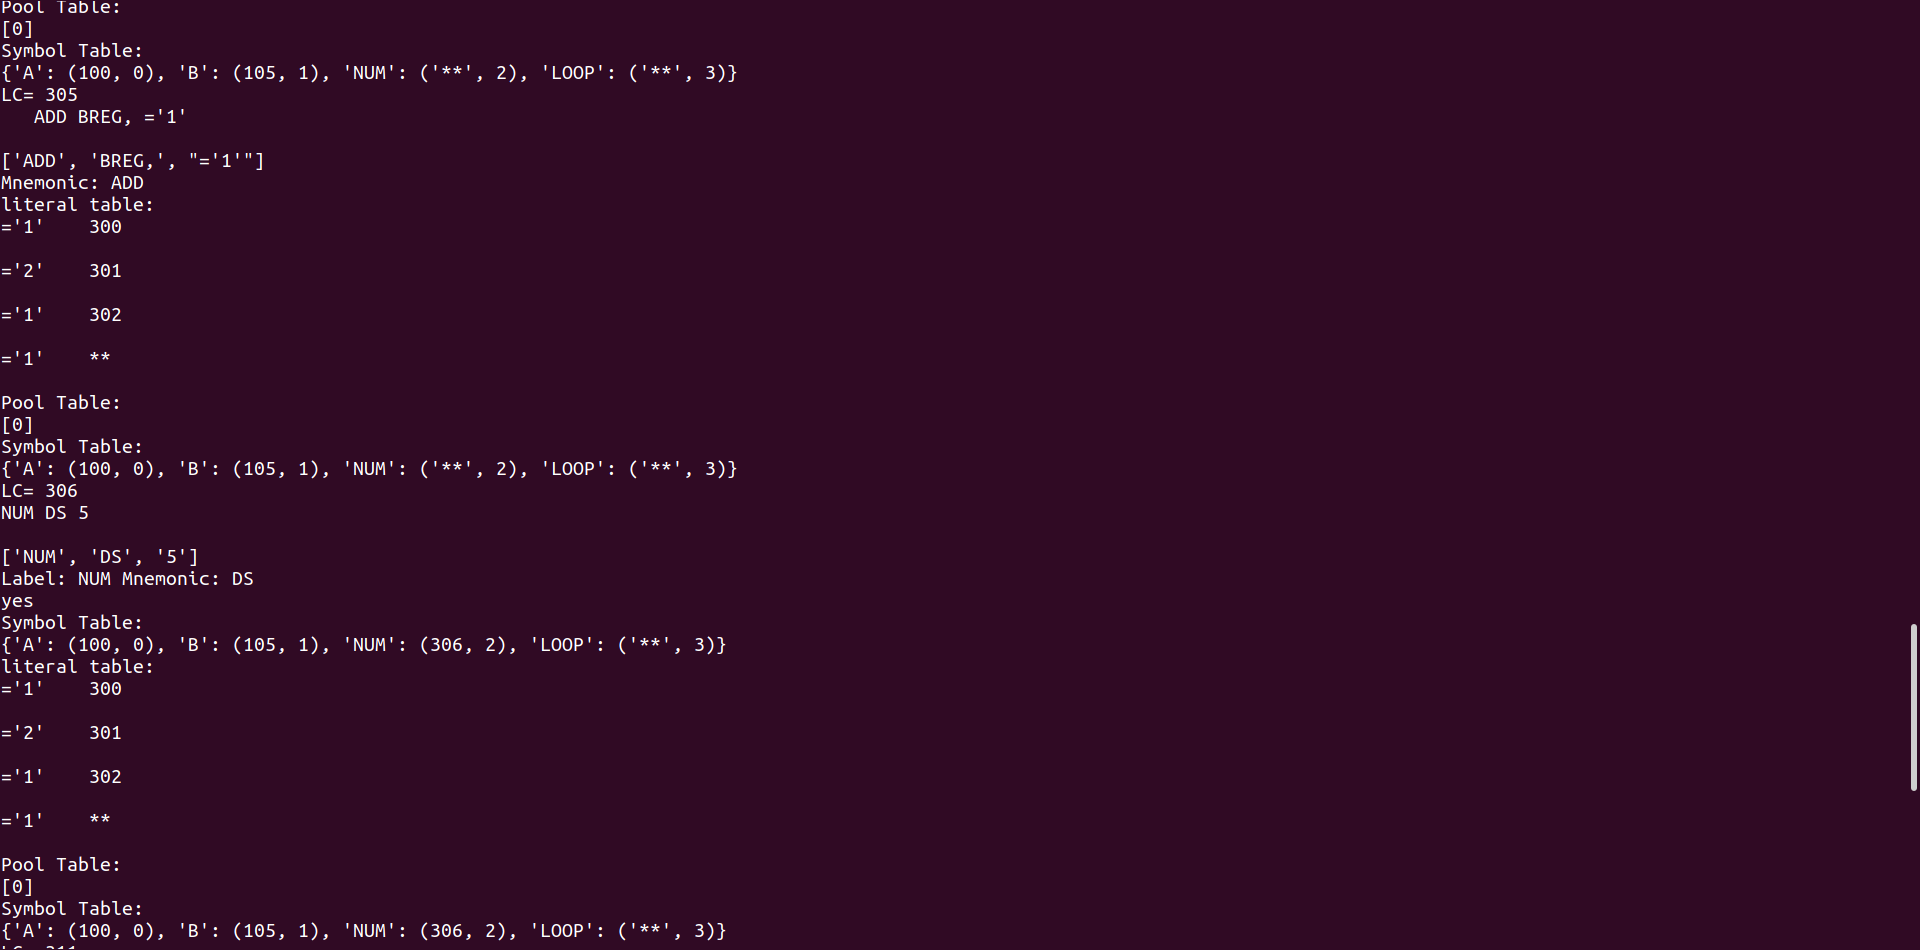 Pool Table:
[0]
Symbol Table:
{'A': (100, 0), 'B': (105, 1), 'NUM': ('**', 2), 'LOOP': ('**', 3)}
LC= 305
   ADD BREG, ='1'
['ADD', 'BREG,', "='1'"]
Mnemonic: ADD
literal table:
='1'    300
='2'    301
='1'    302
='1'    **
Pool Table:
[0]
Symbol Table:
{'A': (100, 0), 'B': (105, 1), 'NUM': ('**', 2), 'LOOP': ('**', 3)}
LC= 306
NUM DS 5
['NUM', 'DS', '5']
Label: NUM Mnemonic: DS
yes
Symbol Table:
{'A': (100, 0), 'B': (105, 1), 'NUM': (306, 2), 'LOOP': ('**', 3)}
literal table:
='1'    300
='2'    301
='1'    302
='1'    **
Pool Table:
[0]
Symbol Table:
{'A': (100, 0), 'B': (105, 1), 'NUM': (306, 2), 'LOOP': ('**', 3)}
LC= 311